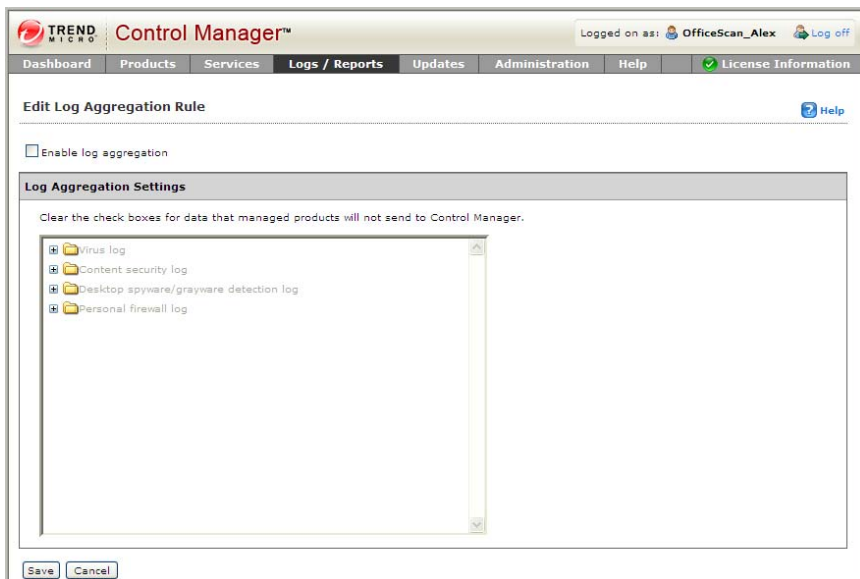 TREND MICRO Control Manager™ Logged on as: OfficeScan_Alex Log off
Dashboard Products Services Logs / Reports Updates Administration Help License Information
Edit Log Aggregation Rule ? Help
Enable log aggregation
Log Aggregation Settings
Clear the check boxes for data that managed products will not send to Control Manager.
Virus log
Content security log
Desktop spyware/grayware detection log
Personal firewall log
Save Cancel